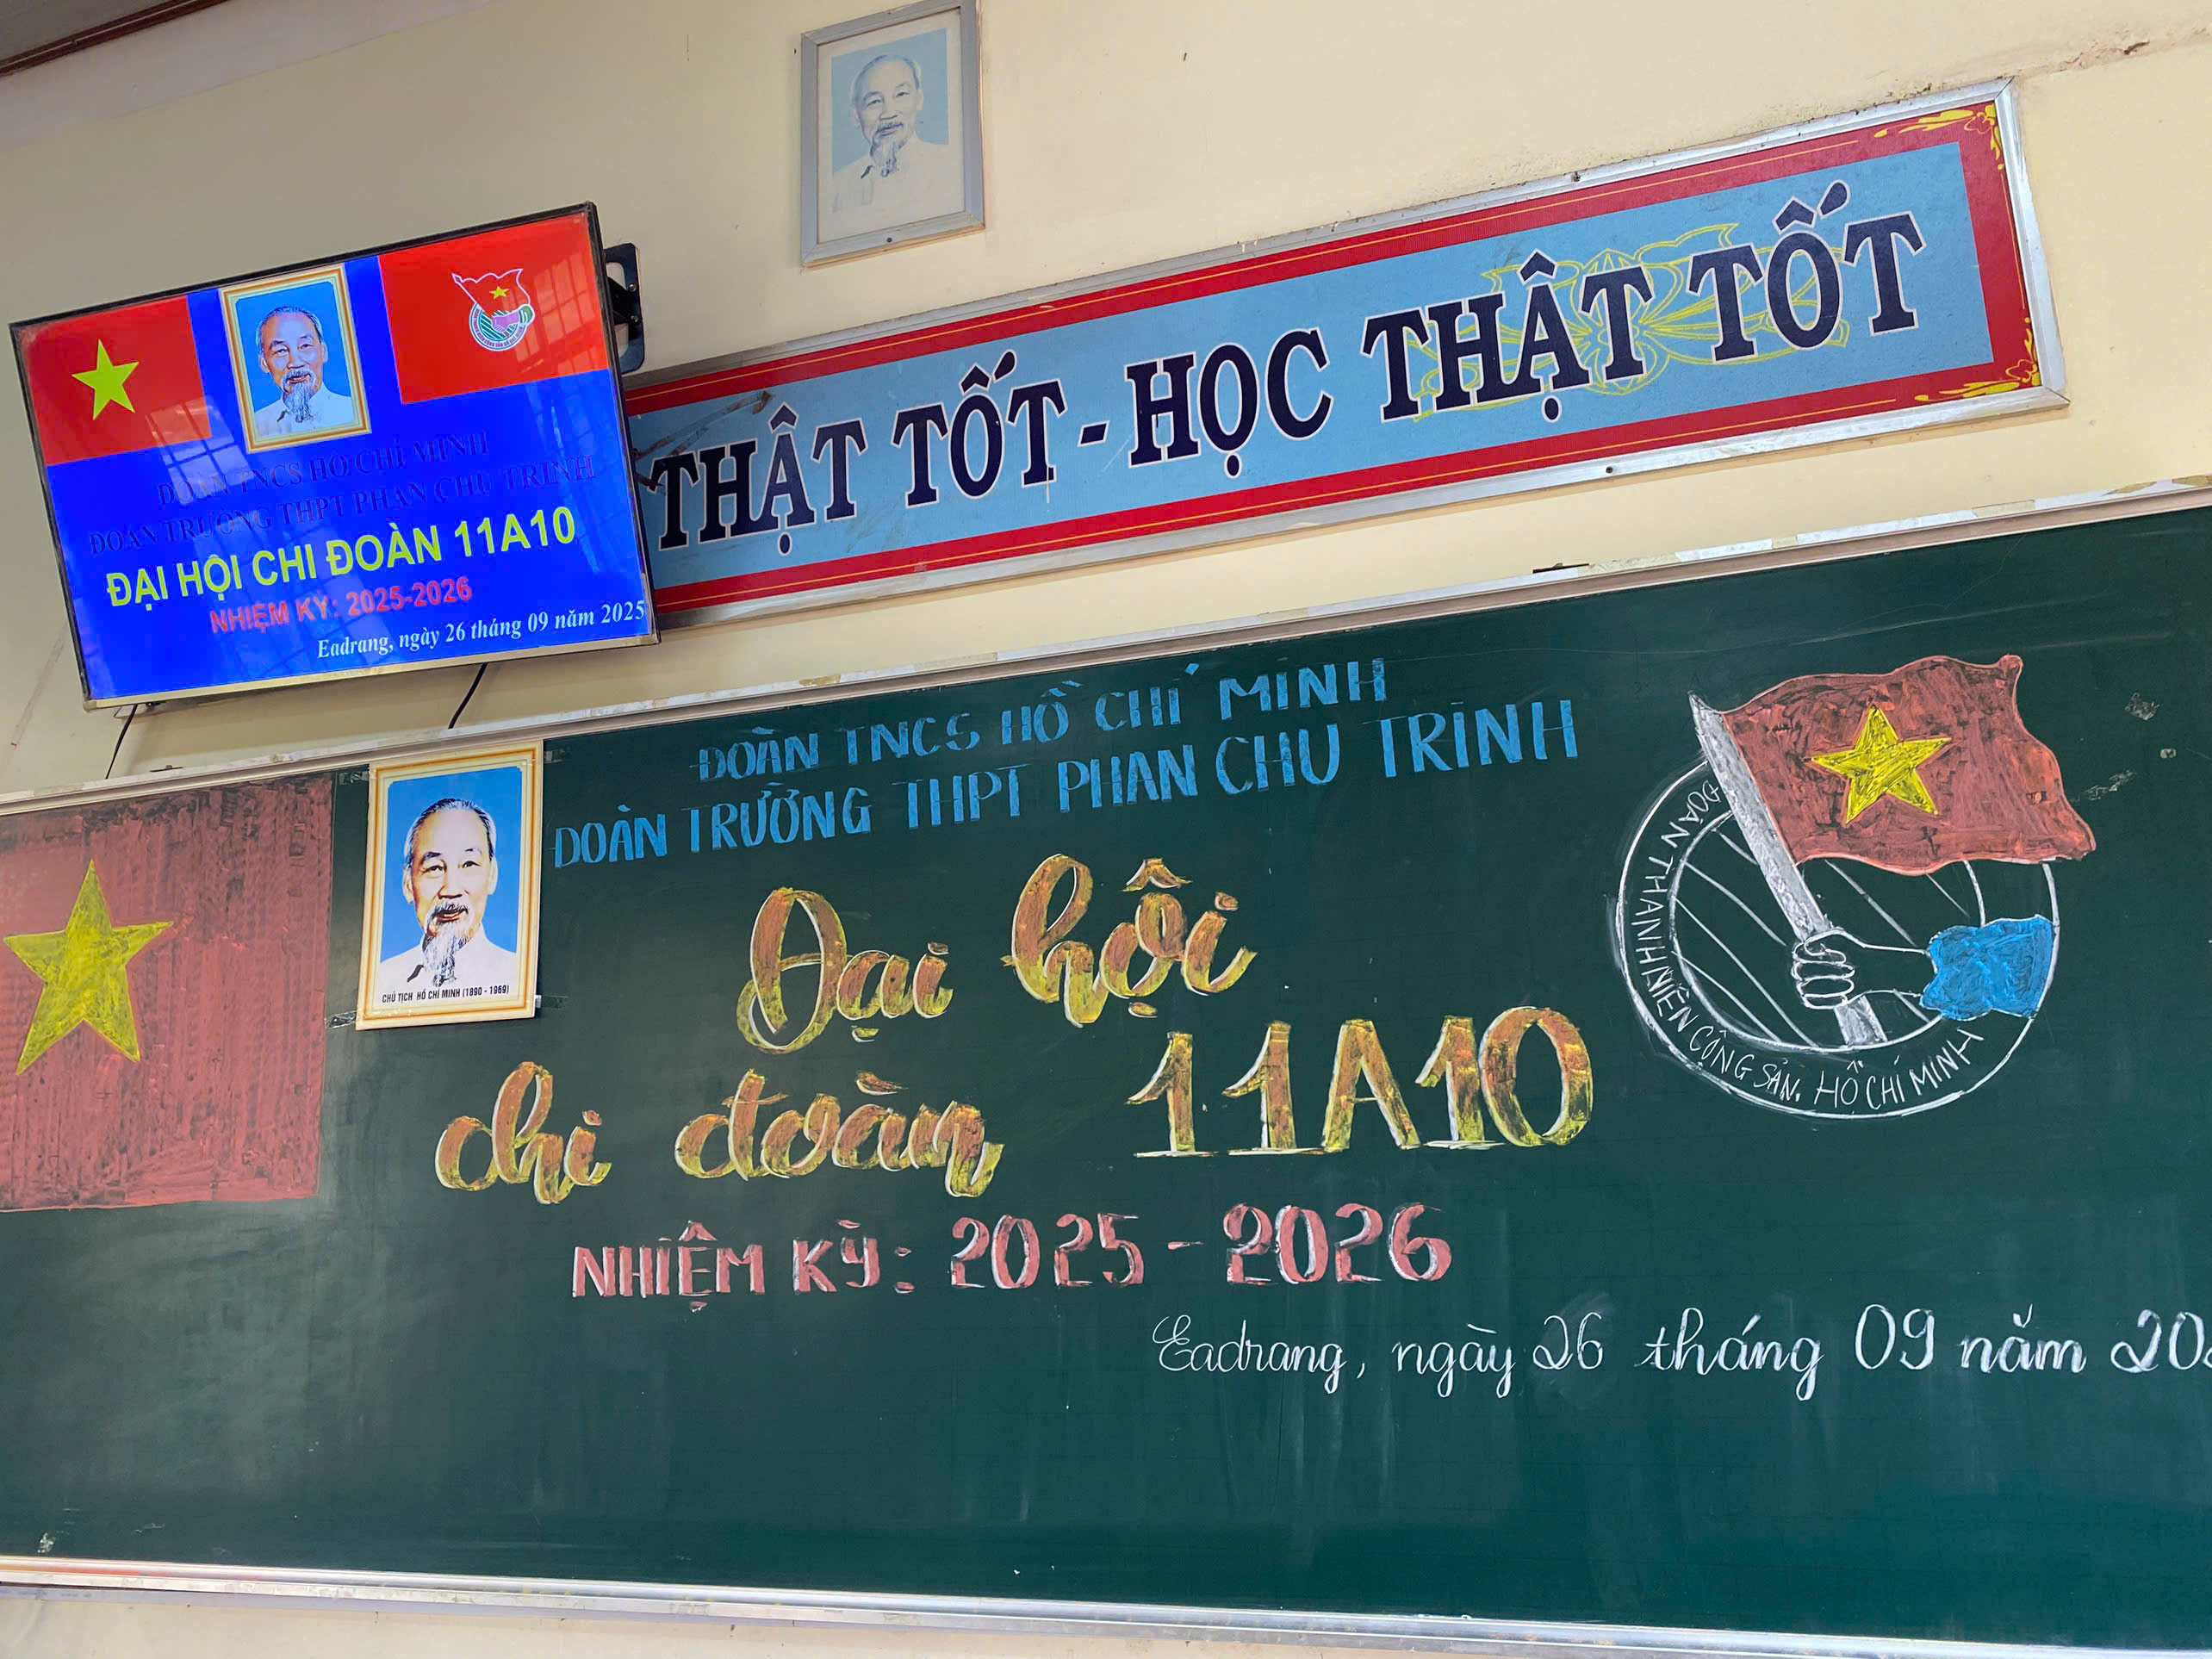 ĐOÀN TNCS HỒ CHÍ MINH
ĐOÀN TRƯỜNG THPT PHAN CHU TRINH
ĐẠI HỘI CHI ĐOÀN 11A10
NHIỆM KỲ: 2025-2026
Eadrang, ngày 26 tháng 09 năm 2025
THẬT TỐT - HỌC THẬT TỐT
CHỦ TỊCH HỒ CHÍ MINH (1890 - 1969)
ĐOÀN TNCS HỒ CHÍ MINH
ĐOÀN TRƯỜNG THPT PHAN CHU TRINH
Đại hội
chi đoàn 11A10
NHIỆM KỲ: 2025 - 2026
Eadrang, ngày 26 tháng 09 năm 20
ĐOÀN THANH NIÊN CỘNG SẢN. HỒ CHÍ MINH